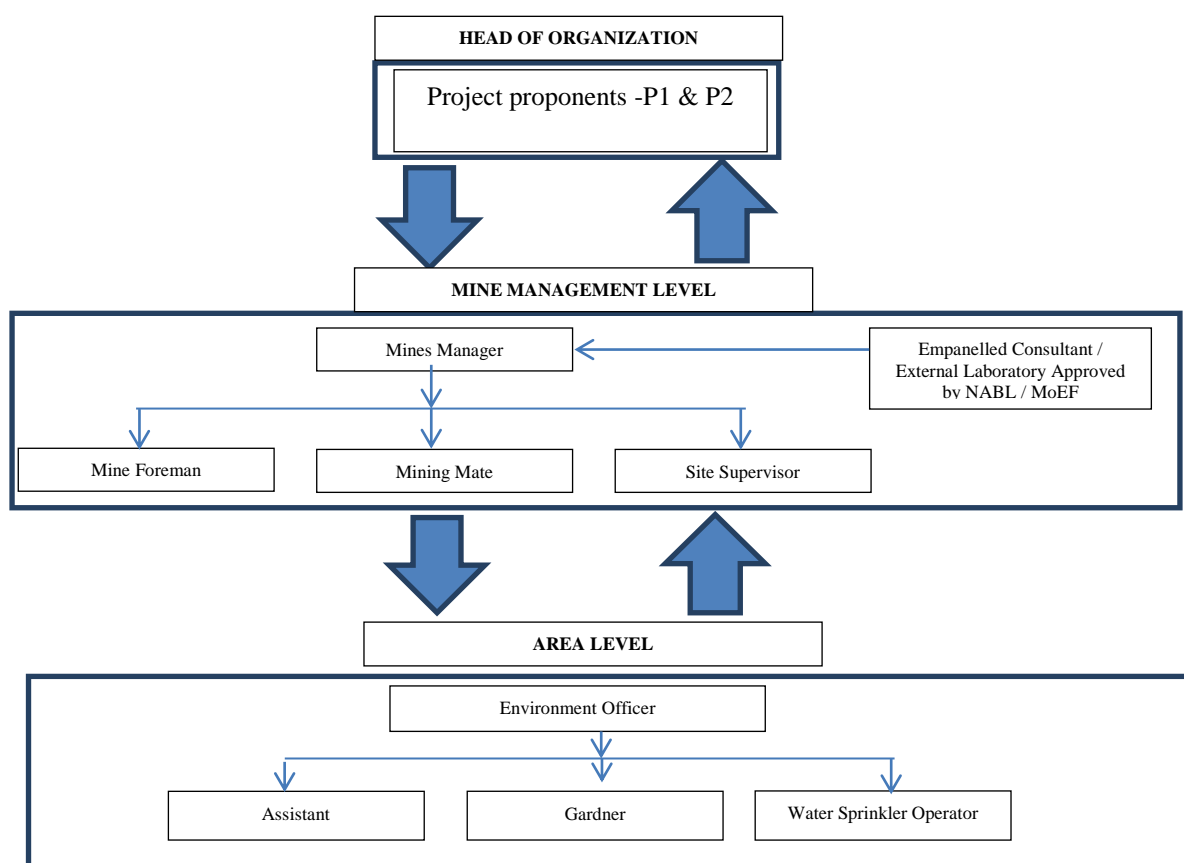 HEAD OF ORGANIZATION
Project proponents -P1 & P2
MINE MANAGEMENT LEVEL
Mines Manager
Empanelled Consultant /
External Laboratory Approved
by NABL / MoEF
Mine Foreman
Mining Mate
Site Supervisor
AREA LEVEL
Environment Officer
Assistant
Gardner
Water Sprinkler Operator